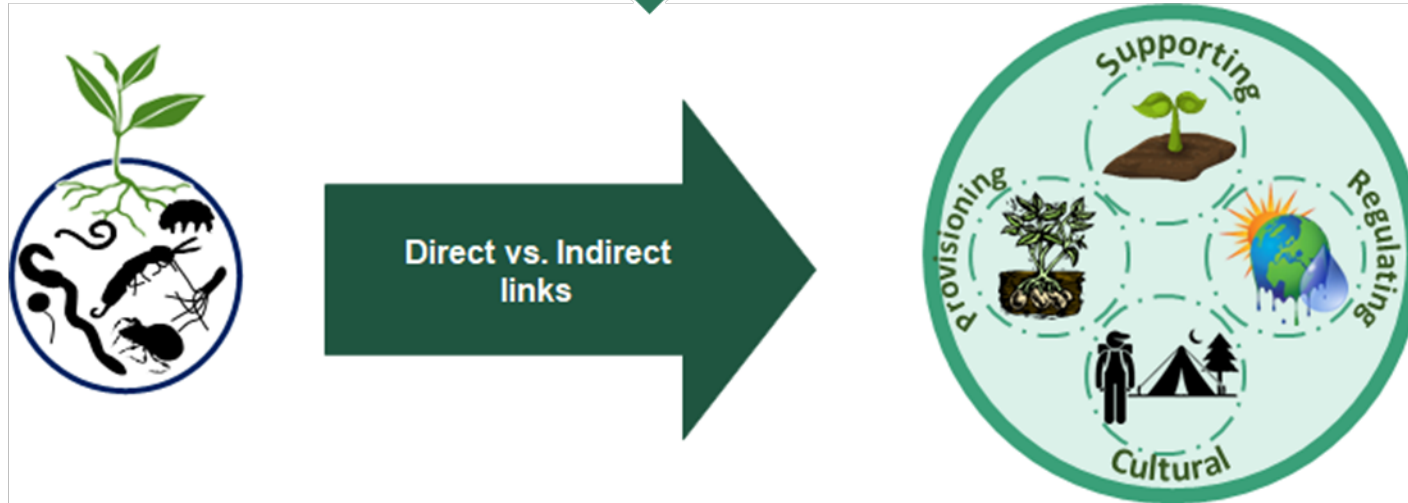 Direct vs. Indirect
links
Supporting
Provisioning
Regulating
Cultural